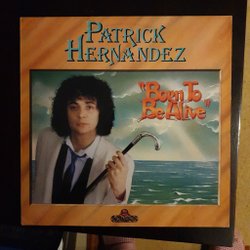 PATRICK
HERNANDEZ
"Born To
Be Alive"